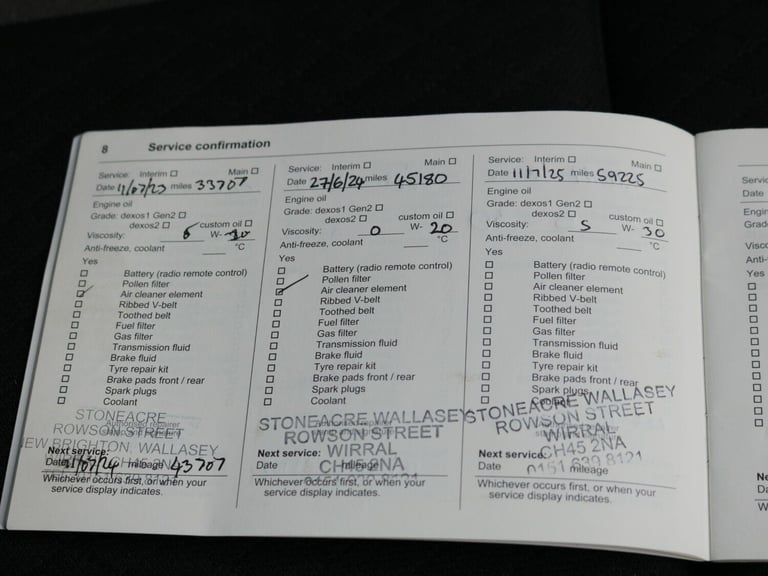 8 Service confirmation
Service: Interim ☐ Main ☐
Date 11/07/23 miles 33707
Engine oil
Grade: dexos1 Gen2 ☐
dexos2 ☐ custom oil ☐
Viscosity: W-
Anti-freeze, coolant °C
Yes
☐ Battery (radio remote control)
☐ Pollen filter
☑ Air cleaner element
☐ Ribbed V-belt
☐ Toothed belt
☐ Fuel filter
☐ Gas filter
☐ Transmission fluid
☐ Brake fluid
☐ Tyre repair kit
☐ Brake pads front / rear
☐ Spark plugs
☐ Coolant
STONEACRE
ROWSON STREET
NEW BRIGHTON, WALLASEY
Next service:
Date 11/07/24 mileage 43707
Whichever occurs first, or when your
service display indicates.
Service: Interim ☐ Main ☐
Date 27/6/24 miles 45180
Engine oil
Grade: dexos1 Gen2 ☐
dexos2 ☐ custom oil ☐
Viscosity: 0 W- 20
Anti-freeze, coolant °C
Yes
☐ Battery (radio remote control)
☐ Pollen filter
☑ Air cleaner element
☐ Ribbed V-belt
☐ Toothed belt
☐ Fuel filter
☐ Gas filter
☐ Transmission fluid
☐ Brake fluid
☐ Tyre repair kit
☐ Brake pads front / rear
☐ Spark plugs
☐ Coolant
STONEACRE WALLASEY
ROWSON STREET
WIRRAL
Next service:
Date mileage
Whichever occurs first, or when your
service display indicates.
Service: Interim ☐ Main ☐
Date 11/7/25 miles 59225
Engine oil
Grade: dexos1 Gen2 ☐
dexos2 ☐ custom oil ☐
Viscosity: 5 W- 30
Anti-freeze, coolant °C
Yes
☐ Battery (radio remote control)
☐ Pollen filter
☐ Air cleaner element
☐ Ribbed V-belt
☐ Toothed belt
☐ Fuel filter
☐ Gas filter
☐ Transmission fluid
☐ Brake fluid
☐ Tyre repair kit
☐ Brake pads front / rear
☐ Spark plugs
☐ Coolant
STONEACRE WALLASEY
ROWSON STREET
WIRRAL
CH45 2NA
0151 639 8121
Next service:
Date mileage
Whichever occurs first, or when your
service display indicates.